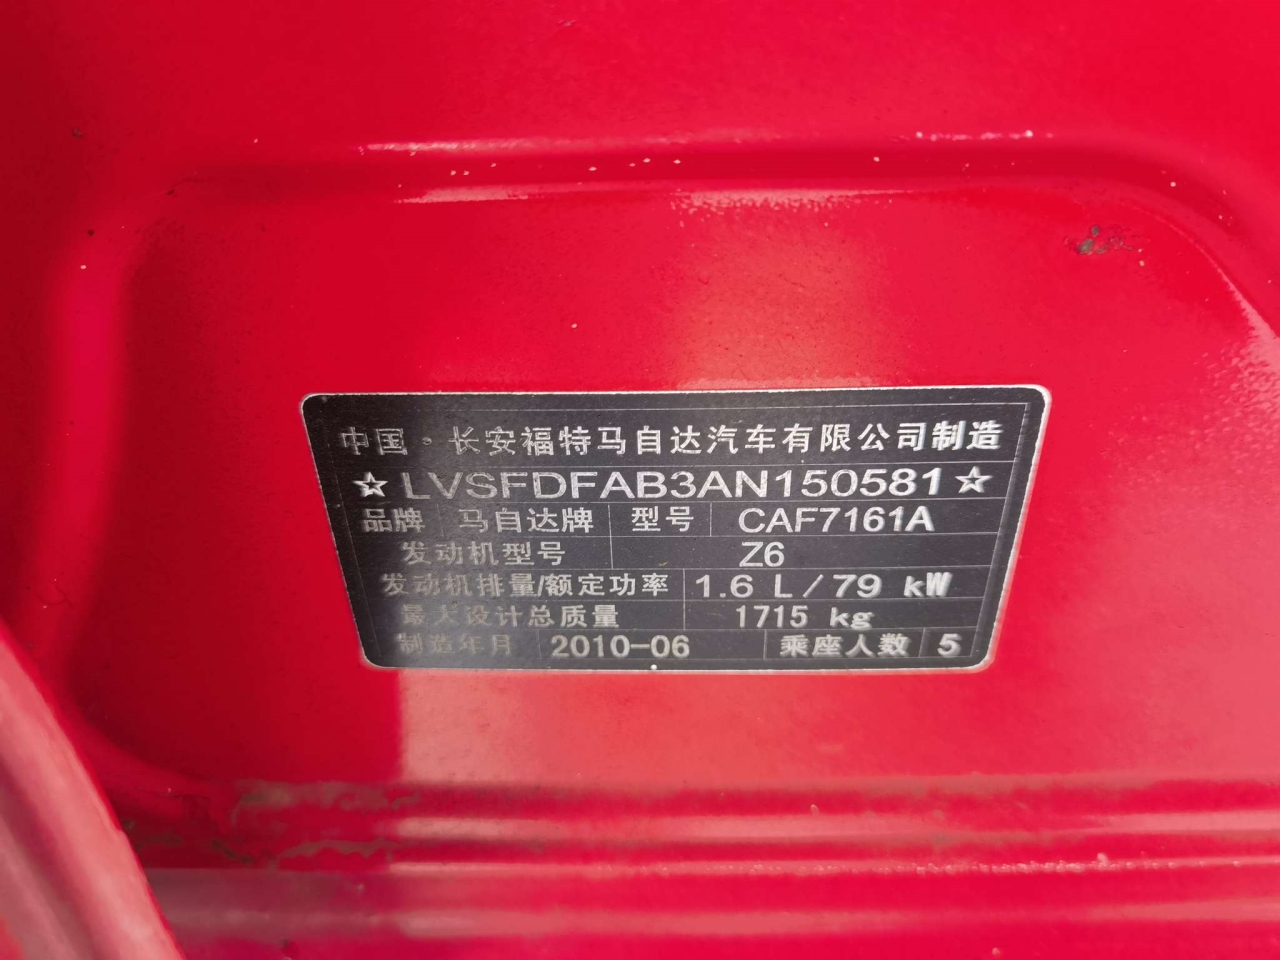 中国·长安福特马自达汽车有限公司制造
☆LVSFDFAB3AN150581☆
品牌 马自达牌 型号 CAF7161A
发动机型号 Z6
发动机排量/额定功率 1.6 L/79 kW
最大设计总质量 1715 kg
制造年月 2010-06 乘座人数 5